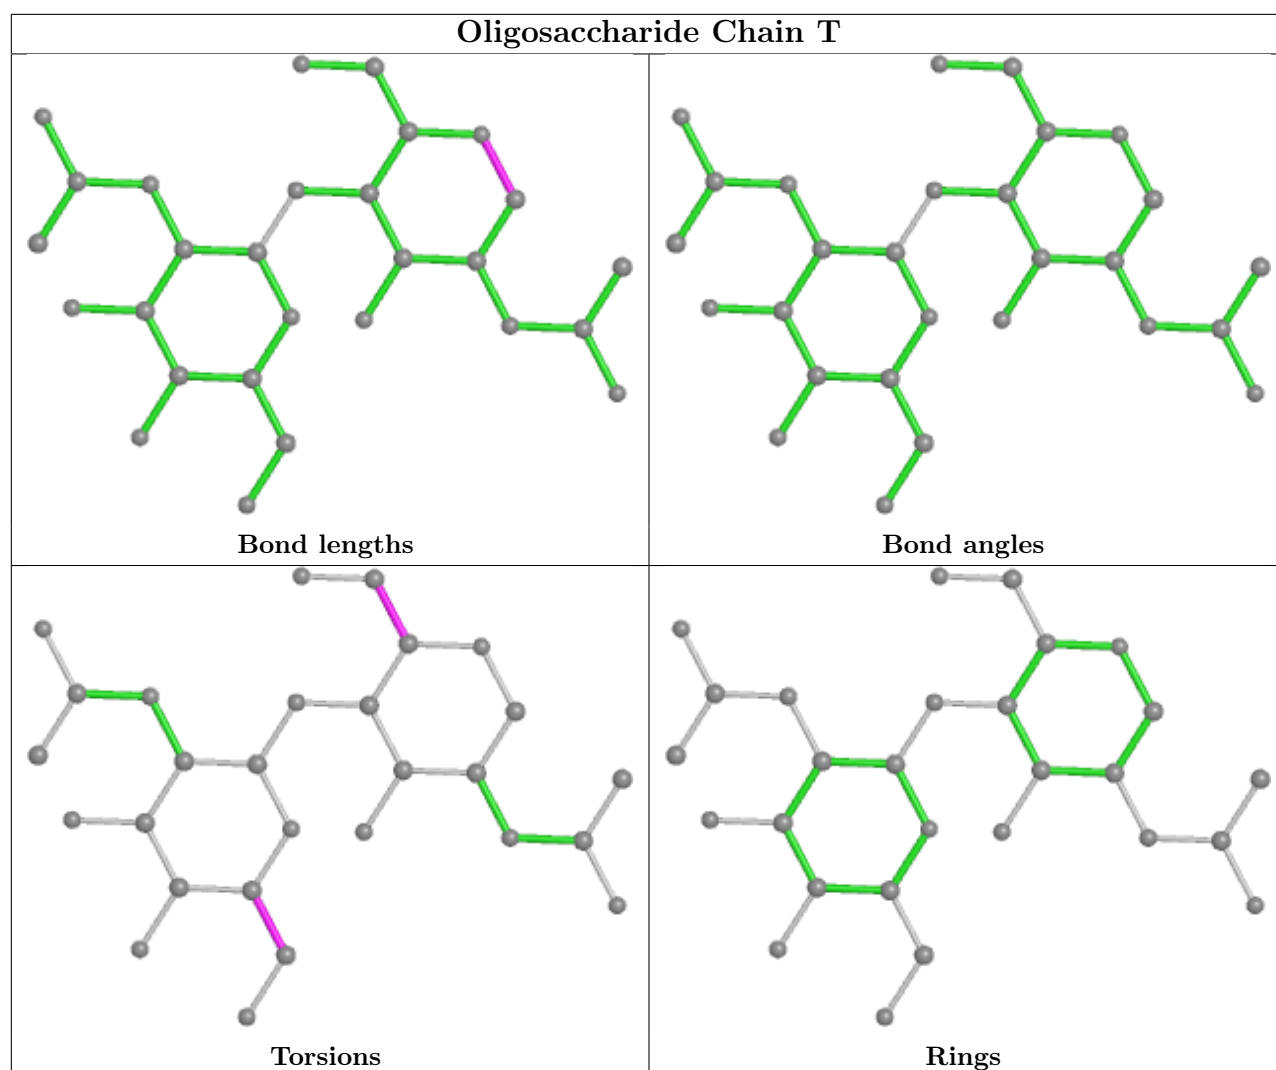 Oligosaccharide Chain T
Bond lengths
Bond angles
Torsions
Rings